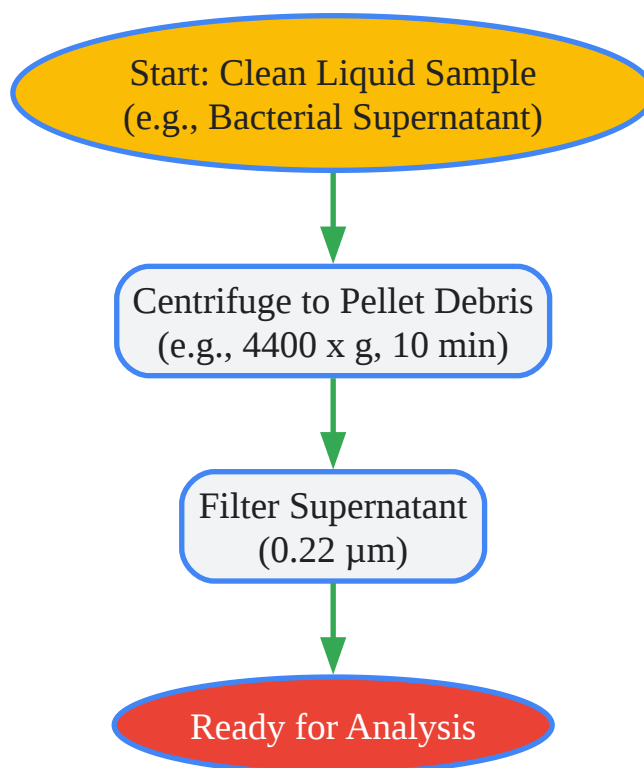 Start: Clean Liquid Sample
(e.g., Bacterial Supernatant)
Centrifuge to Pellet Debris
(e.g., 4400 x g, 10 min)
Filter Supernatant
(0.22 µm)
Ready for Analysis